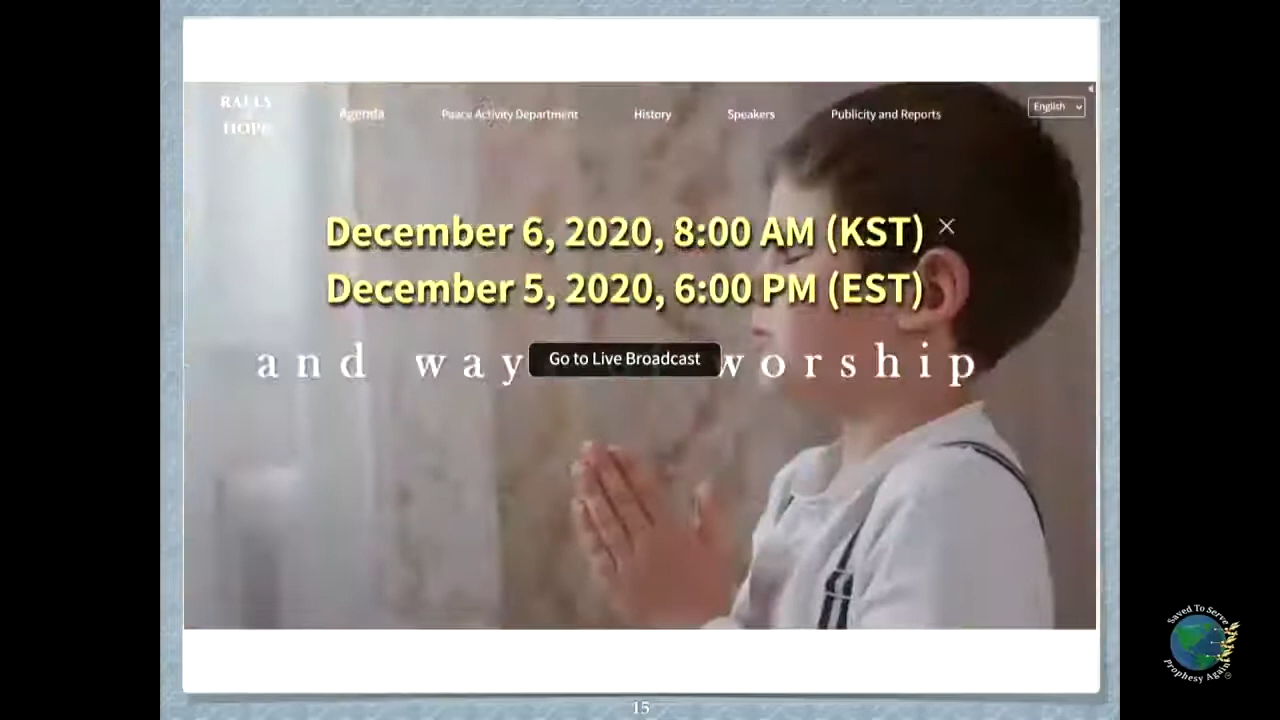 RALLY
OF
HOPE
Agenda
Peace Activity Department
History
Speakers
Publicity and Reports
English
December 6, 2020, 8:00 AM (KST)
December 5, 2020, 6:00 PM (EST)
and way
Go to Live Broadcast
worship
Saved To Serve
Prophesy Again
15